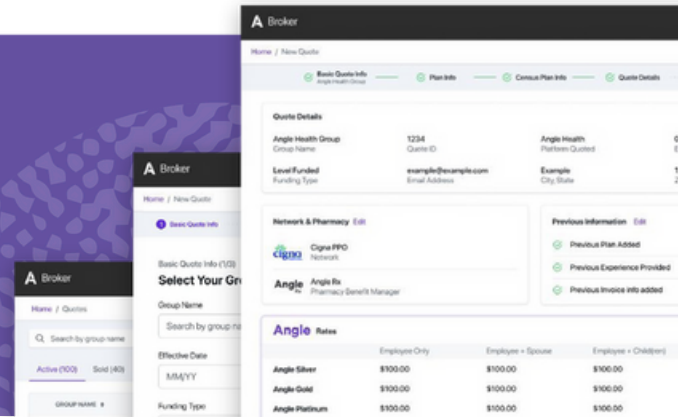 Broker
Home / New Quote
Basic Quote Info
Angle Health Group
Plan Info
Census Plan Info
Quote Details
Quote Details
Angle Health Group
Group Name
1234
Quote ID
Angle Health
Platform Quoted
Level Funded
Funding Type
example@example.com
Email Address
Example
City, State
Network & Pharmacy Edit
Cigna
Cigna PPO
Network
Angle Rx
Angle Rx
Pharmacy Benefit Manager
Previous Information Edit
Previous Plan Added
Previous Experience Provided
Previous Invoice info added
Angle Rates
Employee Only Employee + Spouse Employee + Child(ren)
Angle Silver $100.00 $100.00 $100.00
Angle Gold $100.00 $100.00 $100.00
Angle Platinum $100.00 $100.00 $100.00
Broker
Home / New Quote
1 Basic Quote Info
Basic Quote Info (1/3)
Select Your Gr
Group Name
Search by group na
Effective Date
MM/YY
Funding Type
Broker
Home / Quotes
Search by group name
Active (100) Sold (40)
GROUP NAME